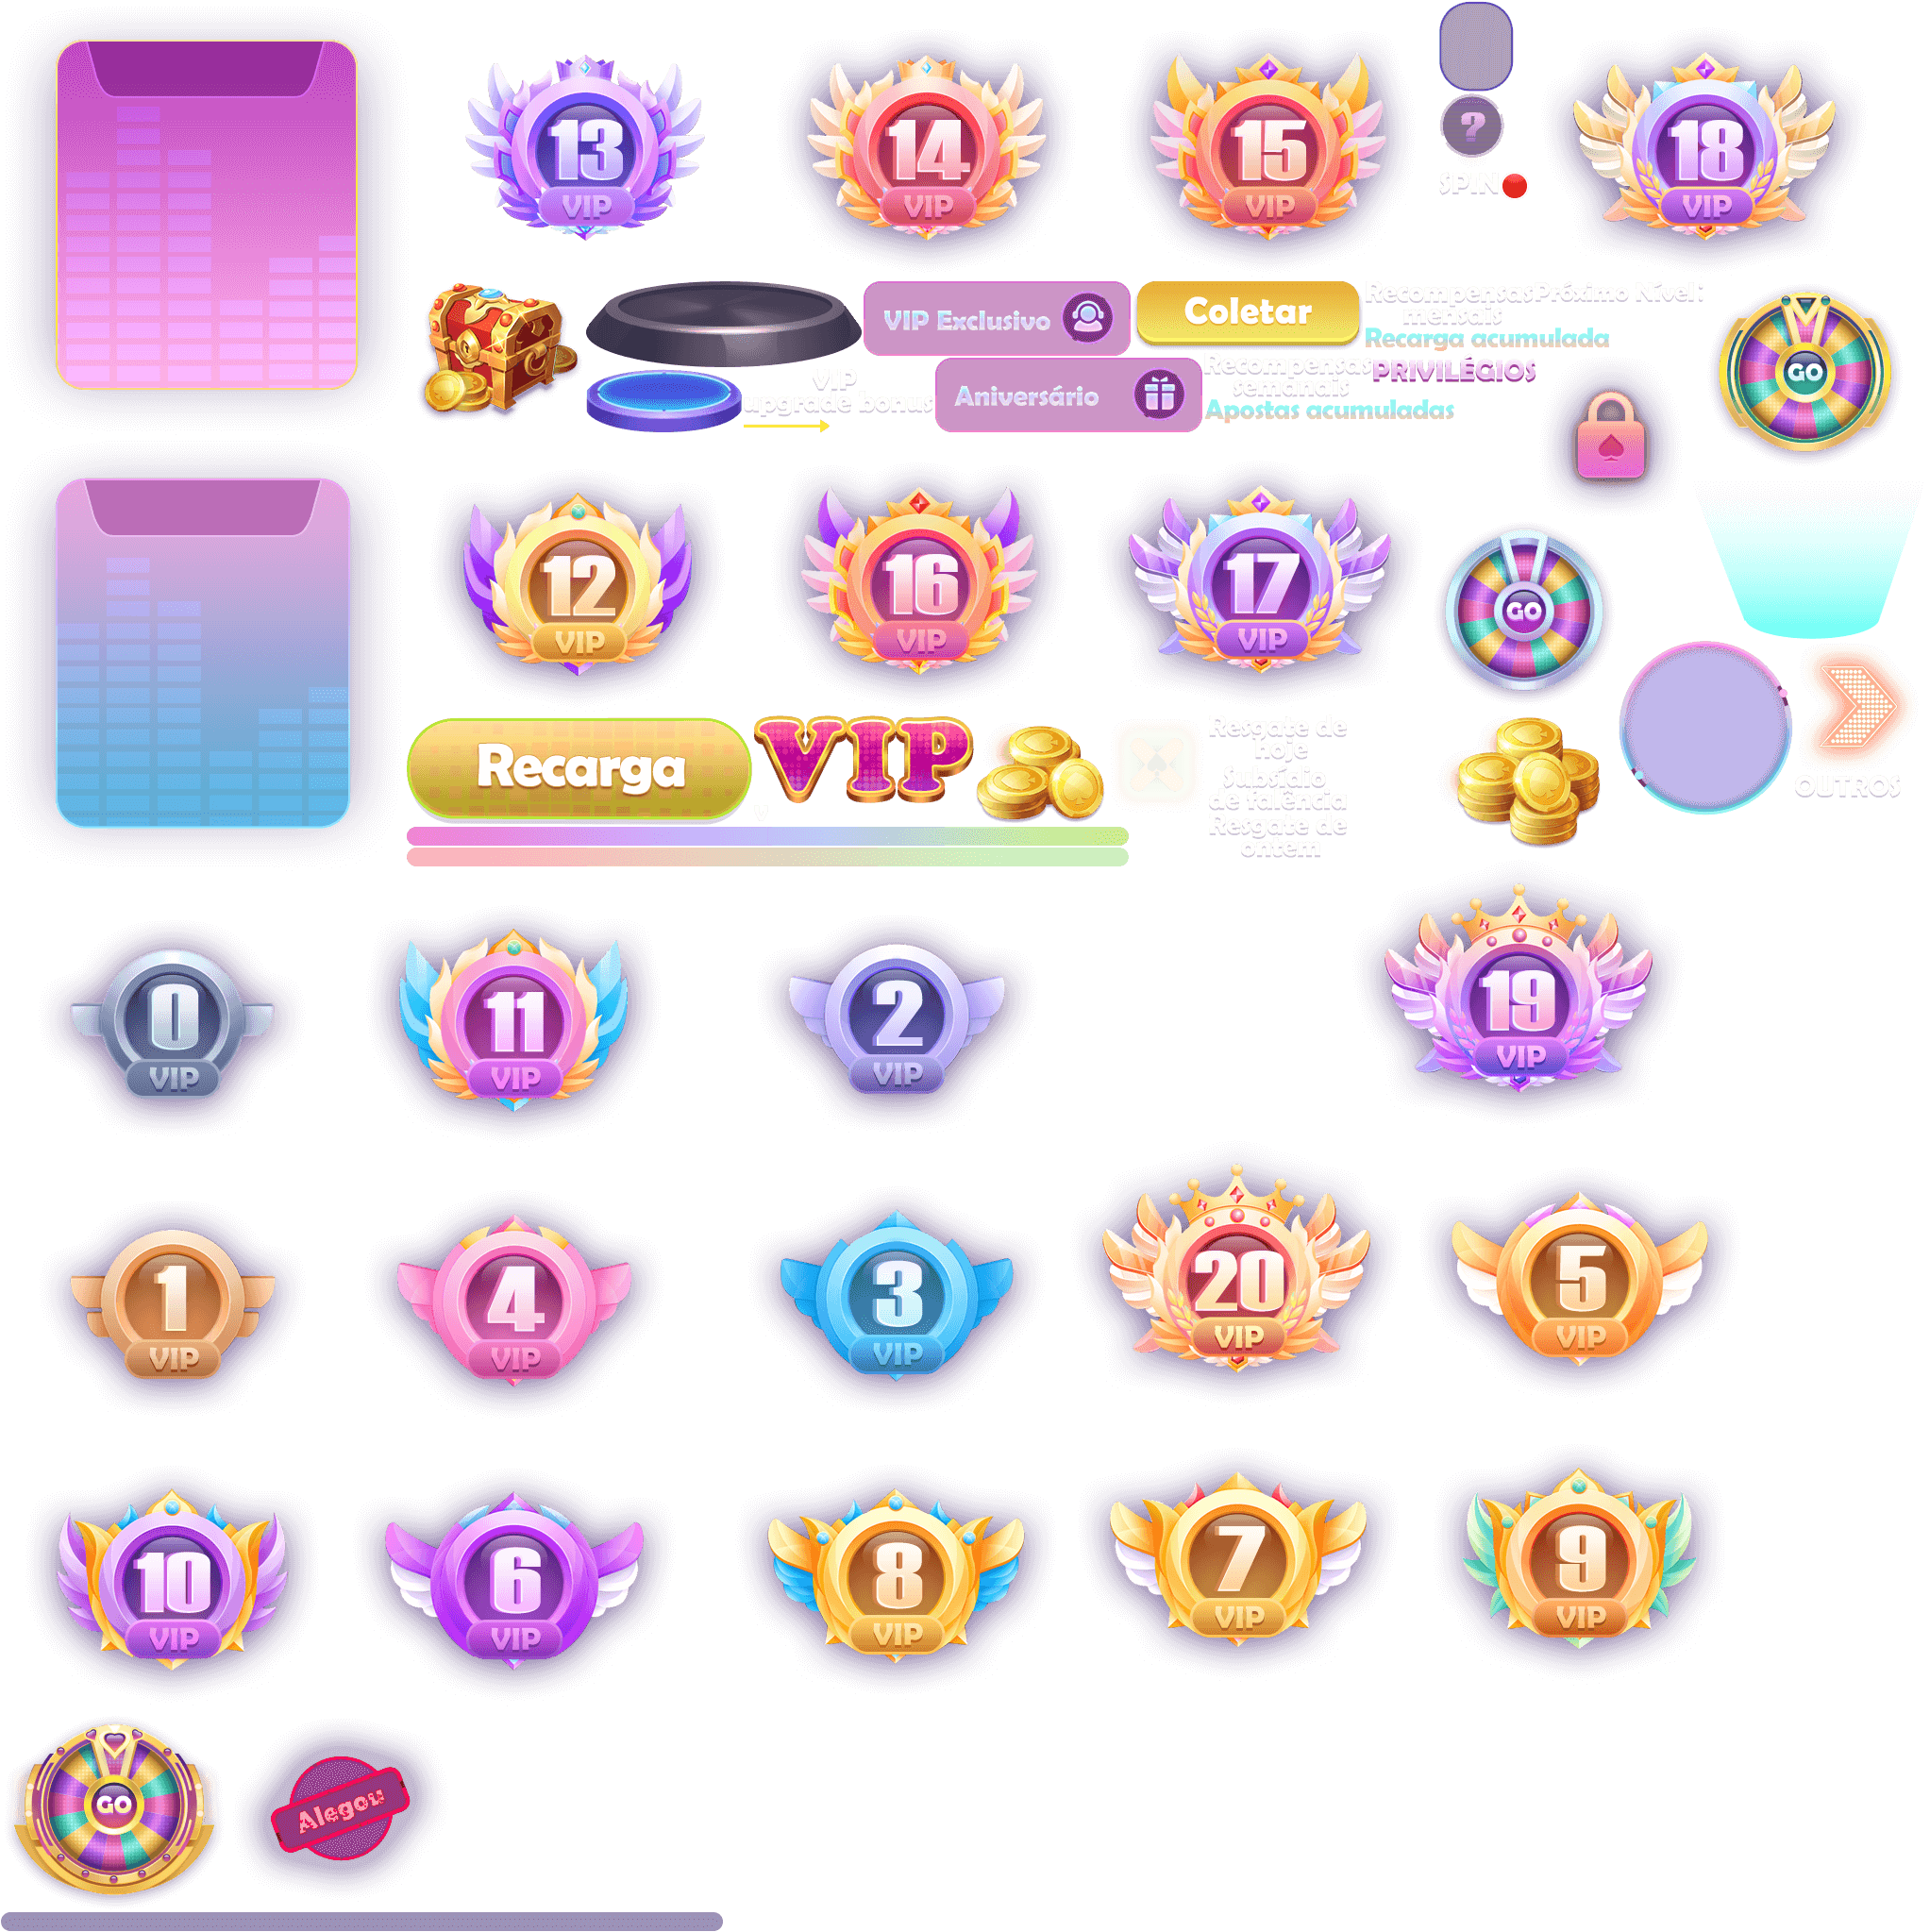 13
VIP
14
VIP
15
VIP
?
SPIN
18
VIP
VIP Exclusivo
Coletar
Recompensas
mensais
Próximo Nível:
Recarga acumulada
GO
VIP
upgrade bonus
Aniversário
Recompensas
semanais
PRIVILÉGIOS
Apostas acumuladas
12
VIP
16
VIP
17
VIP
GO
Recarga
VIP
Resgate de
hoje
Subsídio
de falência
Resgate de
ontem
OUTROS
0
VIP
11
VIP
2
VIP
19
VIP
1
VIP
4
VIP
3
VIP
20
VIP
5
VIP
10
VIP
6
VIP
8
VIP
7
VIP
9
VIP
GO
Alegou